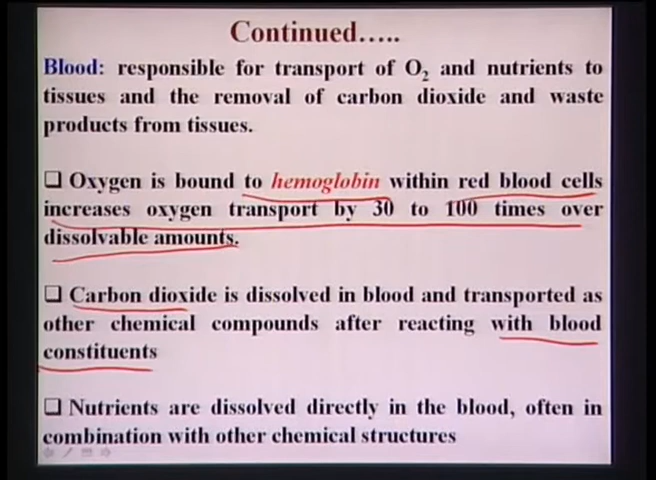 Continued…..
Blood: responsible for transport of O₂ and nutrients to
tissues and the removal of carbon dioxide and waste
products from tissues.
❑ Oxygen is bound to hemoglobin within red blood cells
increases oxygen transport by 30 to 100 times over
dissolvable amounts.
❑ Carbon dioxide is dissolved in blood and transported as
other chemical compounds after reacting with blood
constituents
❑ Nutrients are dissolved directly in the blood, often in
combination with other chemical structures